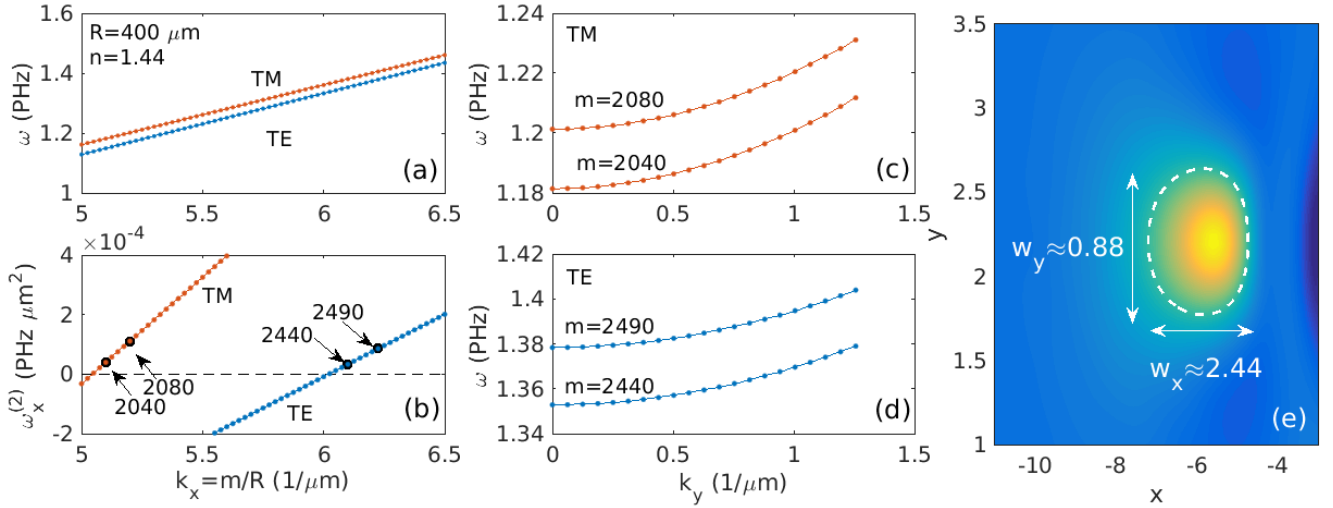 1.6
1.4
1.2
1
ω (PHz)
R=400 μm
n=1.44
TM
TE
(a)
5
5.5
6
6.5
×10⁻⁴
4
2
0
-2
ωₓ⁽²⁾ (PHz μm²)
TM
2490
2440
2080
2040
TE
(b)
5
5.5
6
6.5
kₓ=m/R (1/μm)
1.24
1.22
1.2
1.18
ω (PHz)
TM
m=2080
m=2040
(c)
0
0.5
1
1.5
1.42
1.4
1.38
1.36
1.34
ω (PHz)
TE
m=2490
m=2440
(d)
0
0.5
1
1.5
k_y (1/μm)
3.5
3
2.5
2
1.5
1
y
w_y≈0.88
wₓ≈2.44
(e)
-10
-8
-6
-4
x